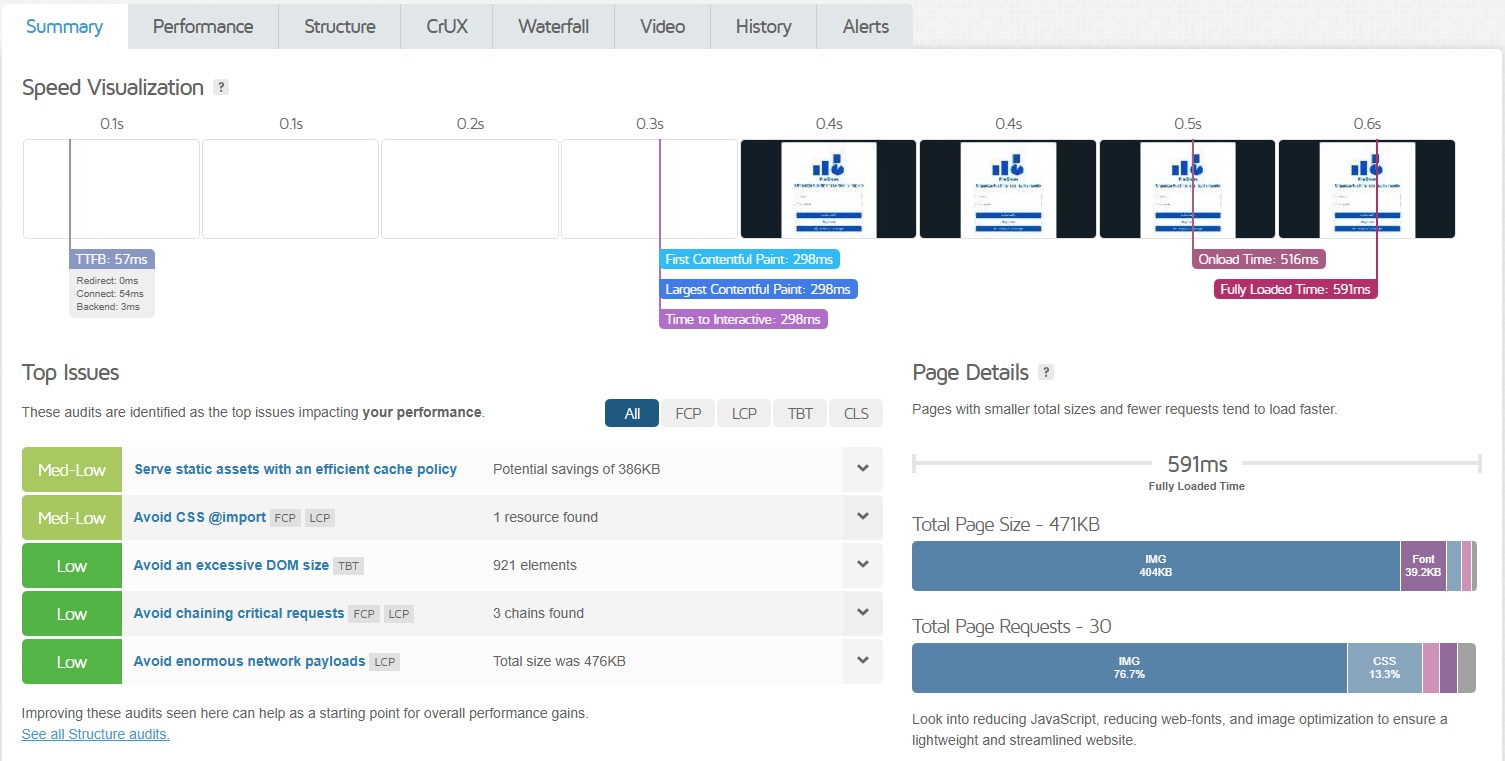 Summary Performance Structure CrUX Waterfall Video History Alerts
Speed Visualization ?
0.1s 0.1s 0.2s 0.3s 0.4s 0.4s 0.5s 0.6s
TTFB: 57ms
Redirect: 0ms
Connect: 54ms
Backend: 3ms
First Contentful Paint: 298ms
Largest Contentful Paint: 298ms
Time to Interactive: 298ms
Onload Time: 516ms
Fully Loaded Time: 591ms
Top Issues
These audits are identified as the top issues impacting your performance.
All FCP LCP TBT CLS
Med-Low Serve static assets with an efficient cache policy Potential savings of 386KB
Med-Low Avoid CSS @import FCP LCP 1 resource found
Low Avoid an excessive DOM size TBT 921 elements
Low Avoid chaining critical requests FCP LCP 3 chains found
Low Avoid enormous network payloads LCP Total size was 476KB
Improving these audits seen here can help as a starting point for overall performance gains.
See all Structure audits.
Page Details ?
Pages with smaller total sizes and fewer requests tend to load faster.
591ms
Fully Loaded Time
Total Page Size - 471KB
IMG
404KB
Font
39.2KB
Total Page Requests - 30
IMG
76.7%
CSS
13.3%
Look into reducing JavaScript, reducing web-fonts, and image optimization to ensure a
lightweight and streamlined website.